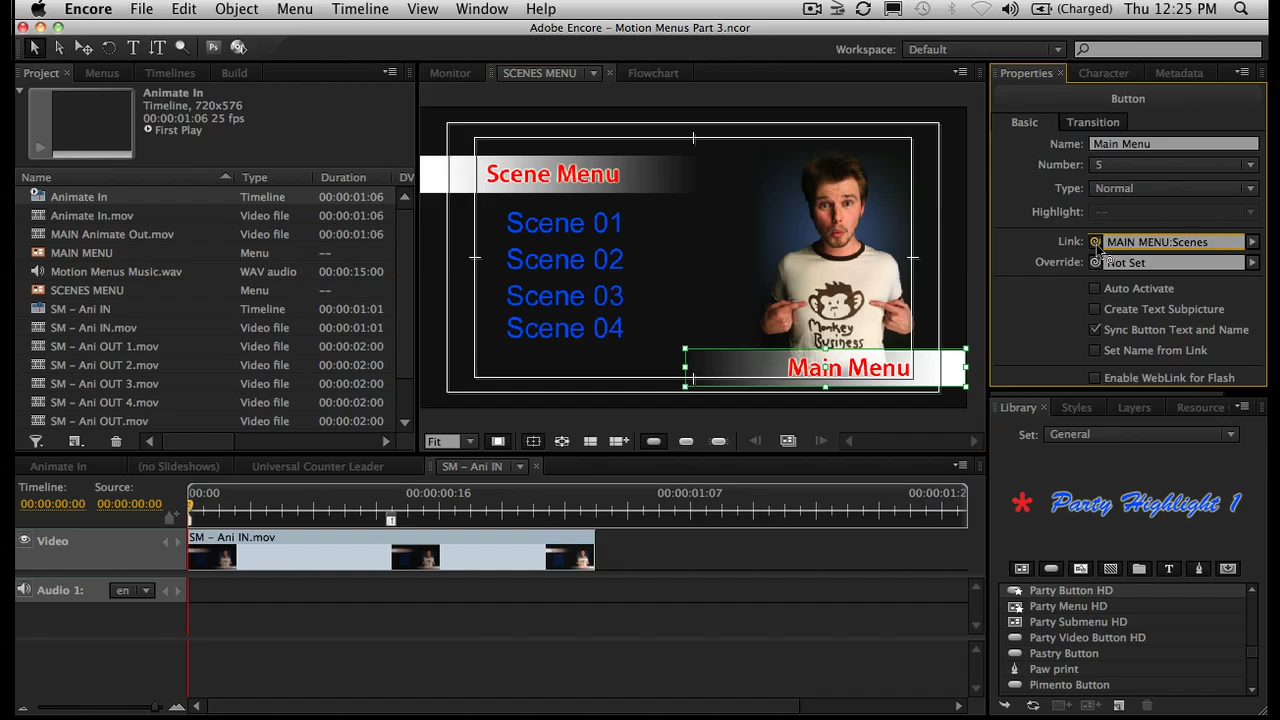 Encore File Edit Object Menu Timeline View Window Help (Charged) Thu 12:25 PM
Adobe Encore – Motion Menus Part 3.ncor
T IT Ps Workspace: Default
Project × Menus Timelines Build
Animate In
Timeline, 720x576
00:00:00:01:06 25 fps
First Play
Name Type Duration DV
Animate In Timeline 00:00:01:06
Animate In.mov Video file 00:00:01:06
MAIN Animate Out.mov Video file 00:00:01:06
MAIN MENU Menu --
Motion Menus Music.wav WAV audio 00:00:00:00
SCENES MENU Menu --
SM – Ani IN Timeline 00:00:01:01
SM – Ani IN.mov Video file 00:00:01:01
SM – Ani OUT 1.mov Video file 00:00:02:00
SM – Ani OUT 2.mov Video file 00:00:02:00
SM – Ani OUT 3.mov Video file 00:00:02:00
SM – Ani OUT 4.mov Video file 00:00:02:00
SM – Ani OUT.mov Video file 00:00:02:00
Monitor SCENES MENU × Flowchart
Scene Menu
Scene 01
Scene 02
Scene 03
Scene 04
Monkey
Business
Main Menu
Fit
Properties × Character Metadata
Button
Basic Transition
Name: Main Menu
Number: 5
Type: Normal
Highlight: --
Link: MAIN MENU:Scenes
Override: Not Set
Auto Activate
Create Text Subpicture
Sync Button Text and Name
Set Name from Link
Enable WebLink for Flash
Library × Styles Layers Resource
Set: General
* Party Highlight 1
T
Party Button HD
Party Menu HD
Party Submenu HD
Party Video Button HD
Pastry Button
Paw print
Pimento Button
Animate In (no Slideshows) Universal Counter Leader SM – Ani IN ×
Timeline: Source:
00:00:00:00 00:00:00:00
00:00 00:00:00:16 00:00:01:07 00:00:01:2
1
Video SM – Ani IN.mov
Audio 1: en